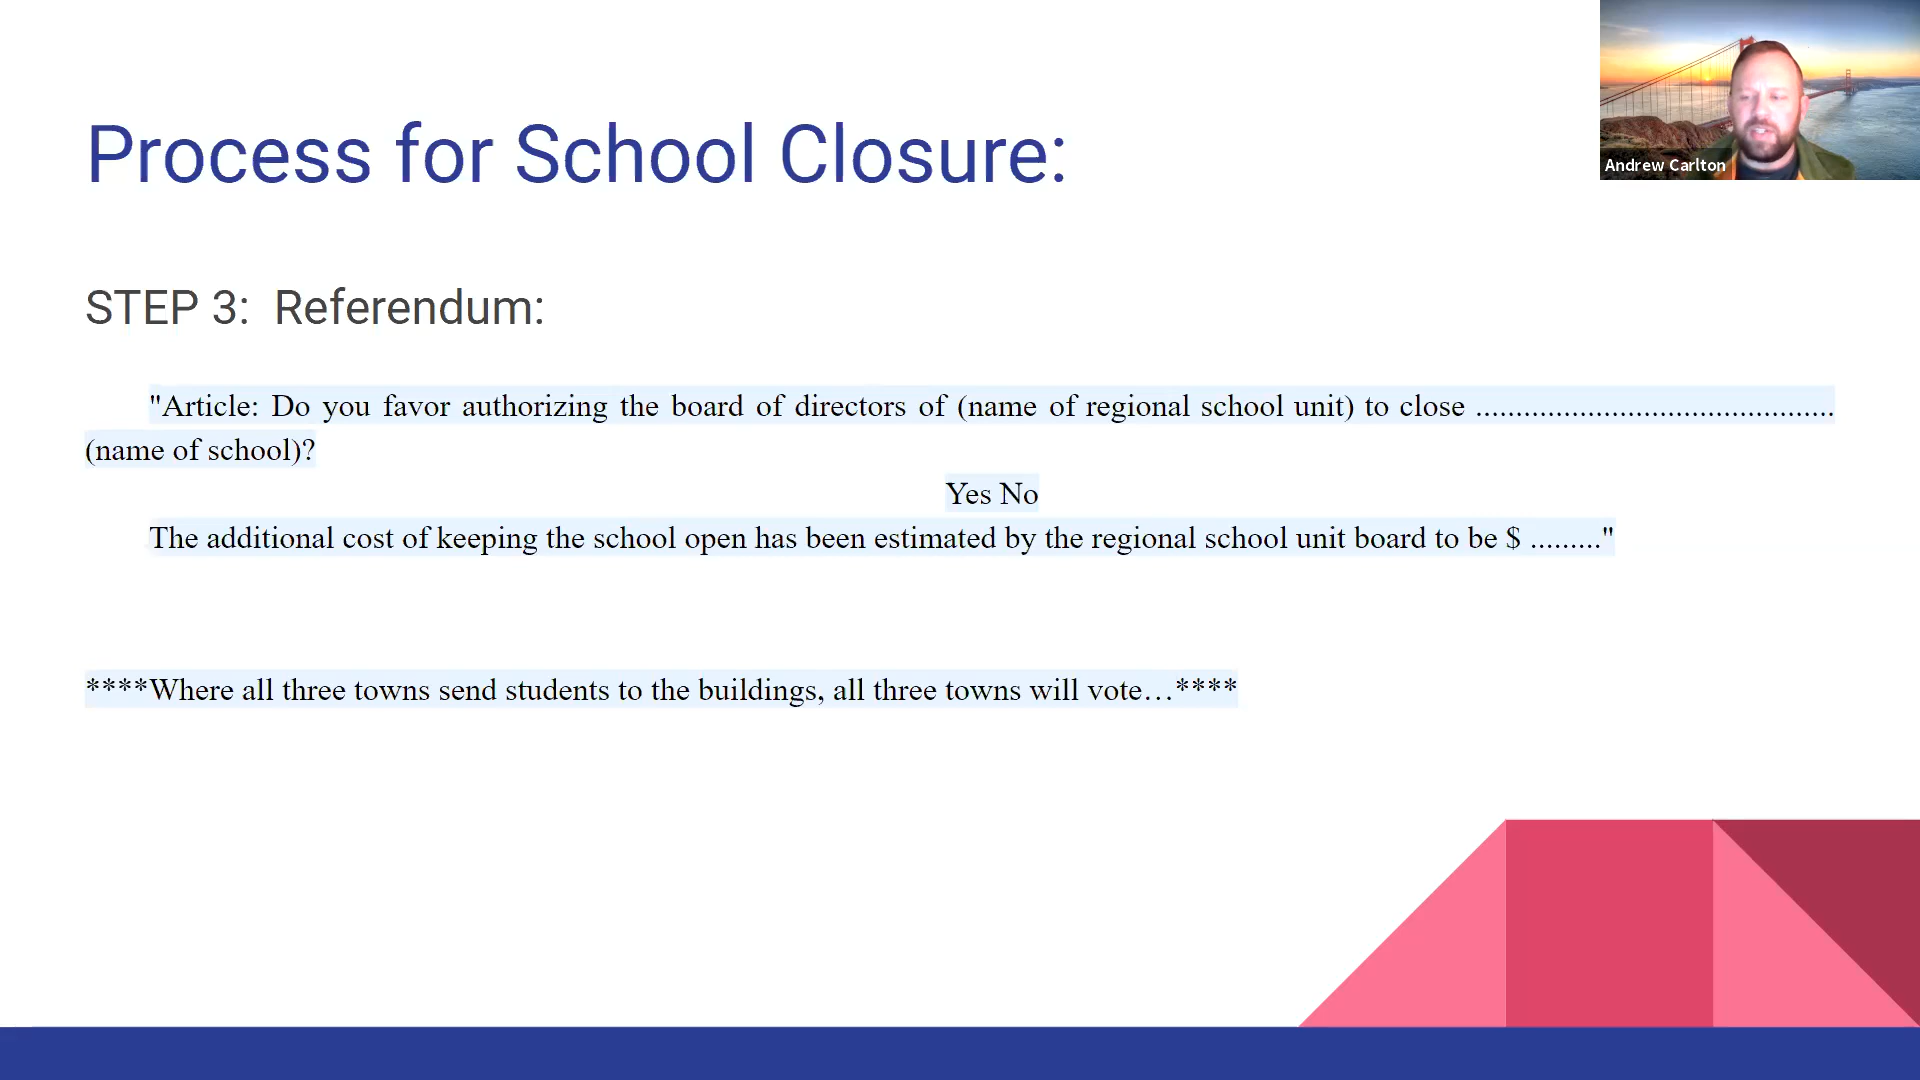 Andrew Carlton
Process for School Closure:
STEP 3: Referendum:
"Article: Do you favor authorizing the board of directors of (name of regional school unit) to close .............................................
(name of school)?
Yes No
The additional cost of keeping the school open has been estimated by the regional school unit board to be $ ........."
****Where all three towns send students to the buildings, all three towns will vote…****